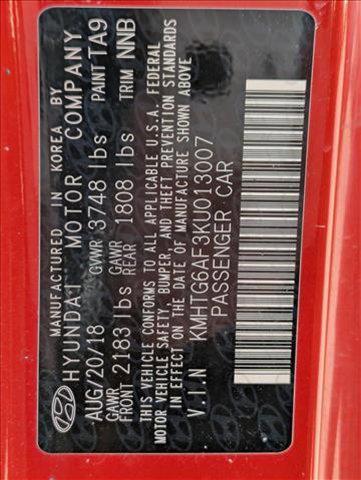 MANUFACTURED IN KOREA BY
HYUNDAI MOTOR COMPANY
AUG/20/18 GVWR 3748 lbs PAINT TA9
GAWR FRONT 2183 lbs GAWR REAR 1808 lbs TRIM NNB
THIS VEHICLE CONFORMS TO ALL APPLICABLE U.S.A. FEDERAL
MOTOR VEHICLE SAFETY, BUMPER, AND THEFT PREVENTION STANDARDS
IN EFFECT ON THE DATE OF MANUFACTURE SHOWN ABOVE
V.I.N KMHTG6AF3KU013007
PASSENGER CAR